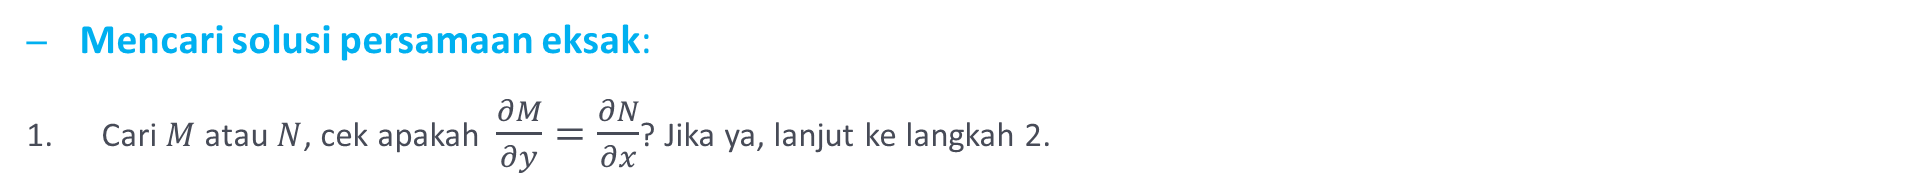 – Mencari solusi persamaan eksak:
1. Cari M atau N, cek apakah ∂M/∂y = ∂N/∂x? Jika ya, lanjut ke langkah 2.